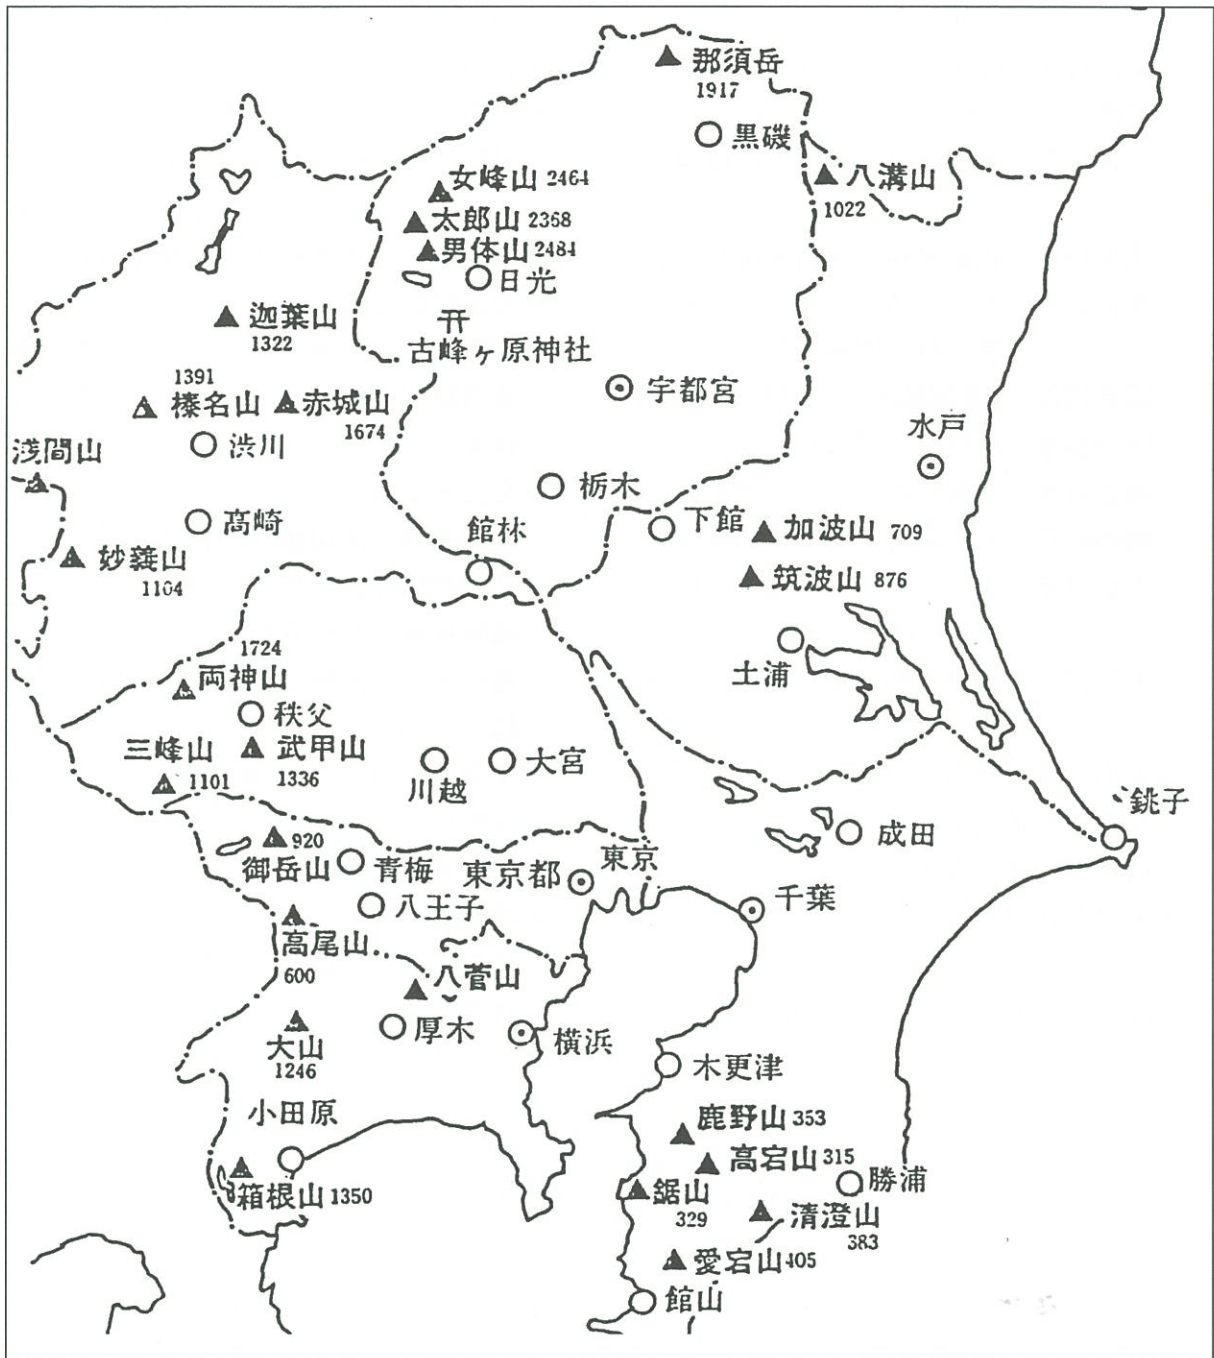 那須岳
1917
黒磯
八溝山
1022
女峰山 2464
太郎山 2368
男体山 2484
日光
古峰ヶ原神社
迦葉山
1322
1391
榛名山
赤城山
1674
渋川
宇都宮
水戸
浅間山
栃木
高崎
館林
下館
加波山 709
妙義山
1104
筑波山 876
土浦
1724
両神山
秩父
三峰山
1101
武甲山
1336
川越
大宮
銚子
成田
920
御岳山
青梅
東京都
東京
千葉
八王子
高尾山
600
八菅山
大山
1246
厚木
横浜
木更津
小田原
鹿野山 353
高宕山 315
勝浦
箱根山 1350
鋸山
329
清澄山
383
愛宕山 405
館山